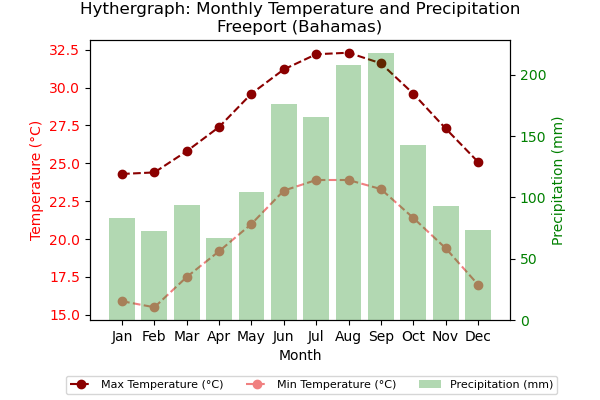 Hythergraph: Monthly Temperature and Precipitation
Freeport (Bahamas)
32.5
30.0
27.5
25.0
22.5
20.0
17.5
15.0
Temperature (°C)
200
150
100
50
0
Precipitation (mm)
Jan Feb Mar Apr May Jun Jul Aug Sep Oct Nov Dec
Month
Max Temperature (°C) Min Temperature (°C) Precipitation (mm)